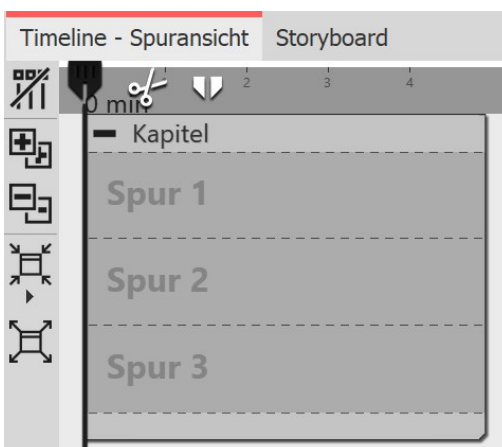 Timeline - Spuransicht Storyboard
2 3 4
0 min
Kapitel
Spur 1
Spur 2
Spur 3